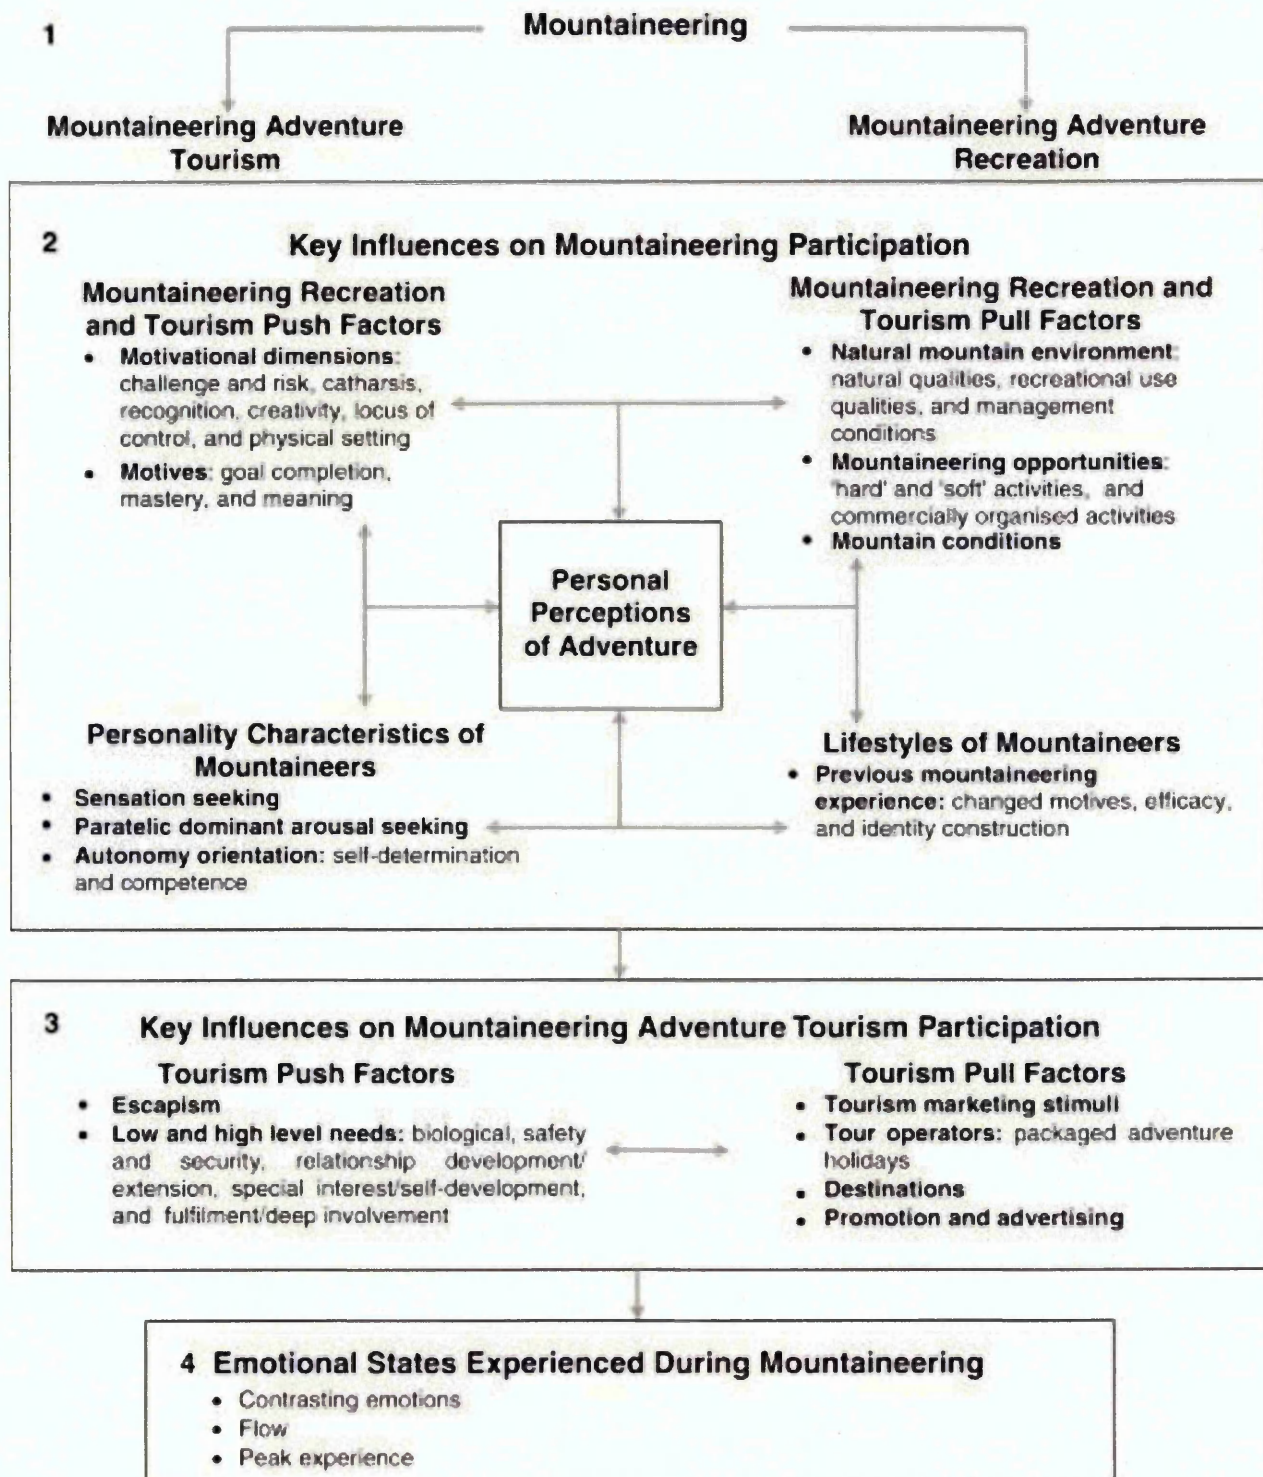 1
Mountaineering
Mountaineering Adventure
Tourism
Mountaineering Adventure
Recreation
2
Key Influences on Mountaineering Participation
Mountaineering Recreation
and Tourism Push Factors
• Motivational dimensions:
challenge and risk, catharsis,
recognition, creativity, locus of
control, and physical setting
• Motives: goal completion,
mastery, and meaning
Mountaineering Recreation and
Tourism Pull Factors
• Natural mountain environment:
natural qualities, recreational use
qualities, and management
conditions
• Mountaineering opportunities:
'hard' and 'soft' activities, and
commercially organised activities
• Mountain conditions
Personal
Perceptions
of Adventure
Personality Characteristics of
Mountaineers
• Sensation seeking
• Paratelic dominant arousal seeking
• Autonomy orientation: self-determination
and competence
Lifestyles of Mountaineers
• Previous mountaineering
experience: changed motives, efficacy,
and identity construction
3
Key Influences on Mountaineering Adventure Tourism Participation
Tourism Push Factors
• Escapism
• Low and high level needs: biological, safety
and security, relationship development/
extension, special interest/self-development,
and fulfilment/deep involvement
Tourism Pull Factors
• Tourism marketing stimuli
• Tour operators: packaged adventure
holidays
• Destinations
• Promotion and advertising
4 Emotional States Experienced During Mountaineering
• Contrasting emotions
• Flow
• Peak experience